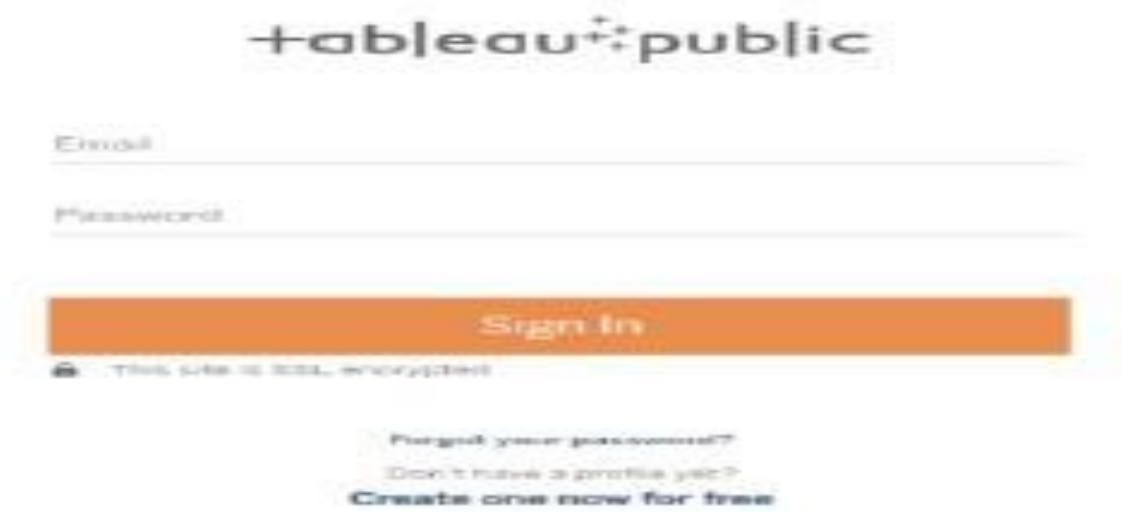 +ableau public
Email
Password
Sign In
This site is SSL encrypted
Forgot your password?
Don't have a profile yet?
Create one now for free